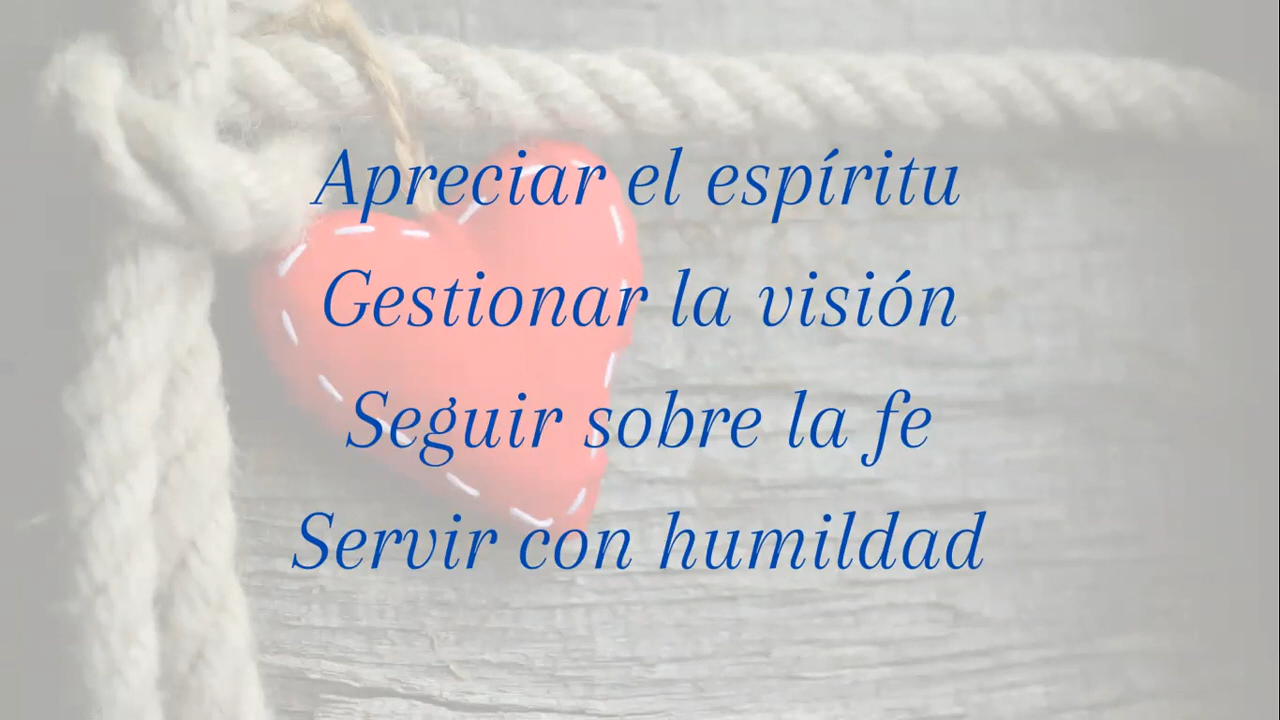 Apreciar el espíritu
Gestionar la visión
Seguir sobre la fe
Servir con humildad